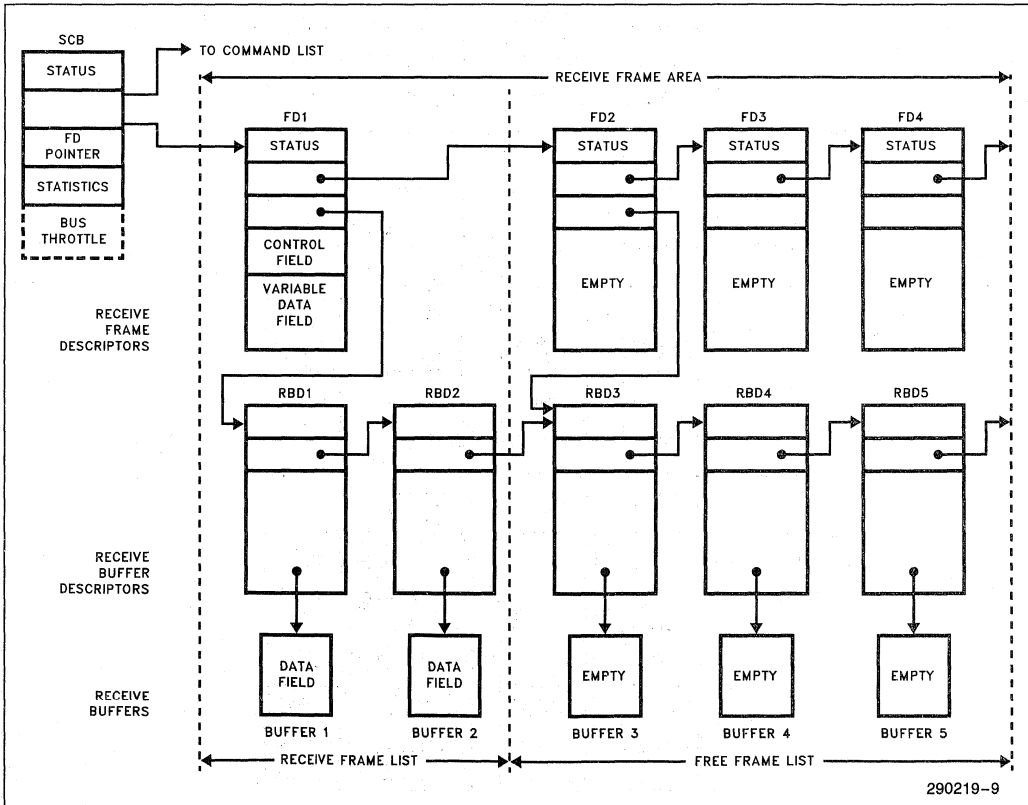 SCB
STATUS
FD
POINTER
STATISTICS
BUS
THROTTLE
TO COMMAND LIST
RECEIVE FRAME AREA
FD1
STATUS
CONTROL
FIELD
VARIABLE
DATA
FIELD
FD2
STATUS
EMPTY
FD3
STATUS
EMPTY
FD4
STATUS
EMPTY
RECEIVE
FRAME
DESCRIPTORS
RBD1
RBD2
RBD3
RBD4
RBD5
RECEIVE
BUFFER
DESCRIPTORS
DATA
FIELD
DATA
FIELD
EMPTY
EMPTY
EMPTY
RECEIVE
BUFFERS
BUFFER 1
BUFFER 2
BUFFER 3
BUFFER 4
BUFFER 5
RECEIVE FRAME LIST
FREE FRAME LIST
290219-9